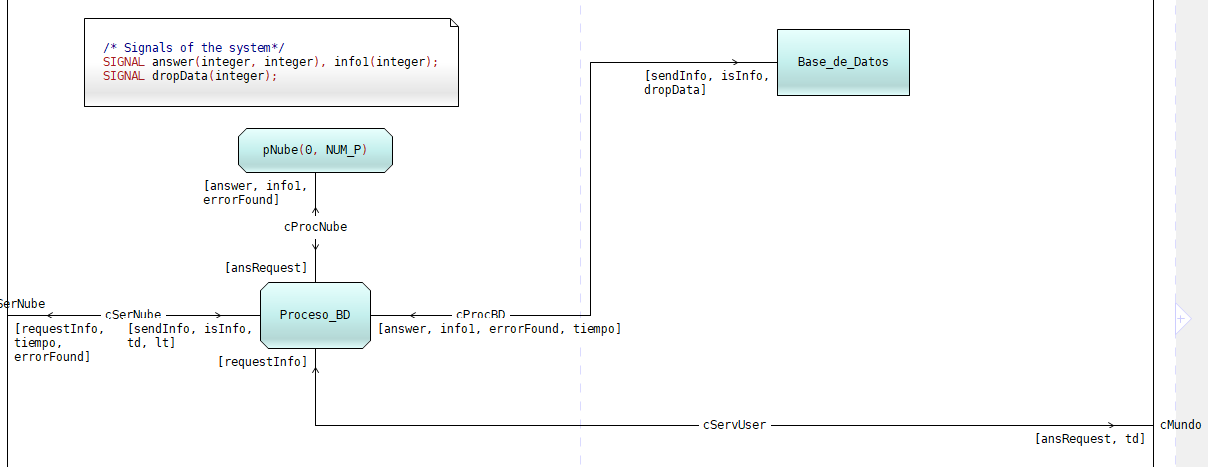 /* Signals of the system*/
SIGNAL answer(integer, integer), info1(integer);
SIGNAL dropData(integer);
Base_de_Datos
[sendInfo, isInfo,
dropData]
pNube(0, NUM_P)
[answer, info1,
errorFound]
cProcNube
[ansRequest]
SerNube
cSerNube
Proceso_BD
cProcBD
[requestInfo,
tiempo,
errorFound]
[sendInfo, isInfo,
td, lt]
[answer, info1, errorFound, tiempo]
[requestInfo]
cServUser
cMundo
[ansRequest, td]